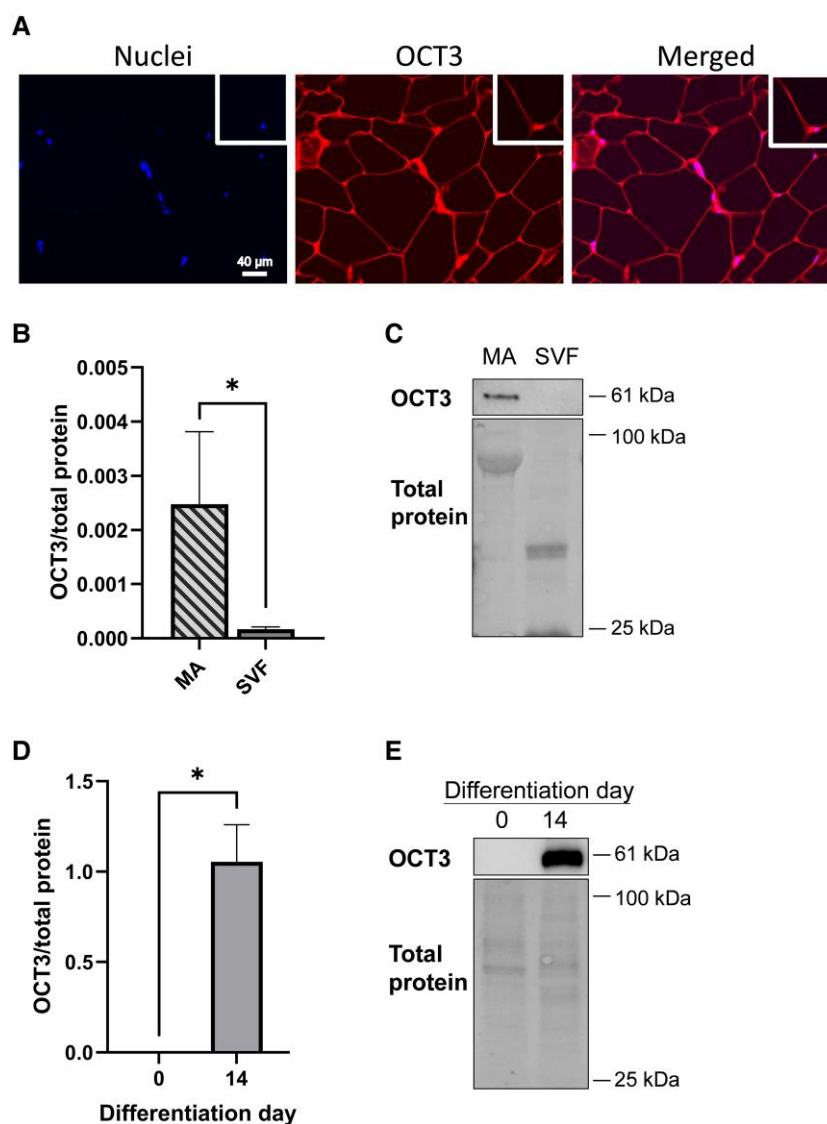 A
Nuclei OCT3 Merged
40 µm
B
0.005
0.004
0.003
0.002
0.001
0.000
OCT3/total protein
*
MA
SVF
C
MA SVF
OCT3
61 kDa
100 kDa
Total
protein
25 kDa
D
1.5
1.0
0.5
0.0
OCT3/total protein
*
0 14
Differentiation day
E
Differentiation day
0 14
OCT3
61 kDa
100 kDa
Total
protein
25 kDa